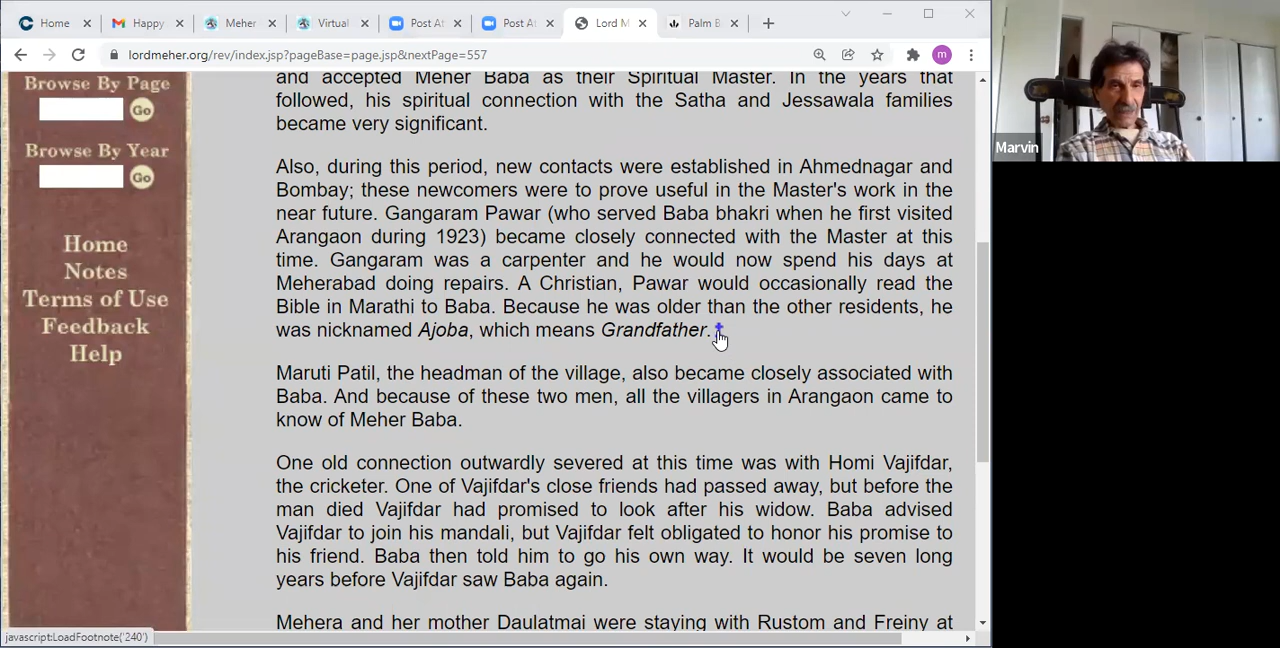 Home
Happy
Meher
Virtual
Post Af
Post Af
Lord M
Palm B
lordmeher.org/rev/index.jsp?pageBase=page.jsp&nextPage=557
m
Browse By Page
Go
Browse By Year
Go
Home
Notes
Terms of Use
Feedback
Help
and accepted Meher Baba as their Spiritual Master. In the years that
followed, his spiritual connection with the Satha and Jessawala families
became very significant.
Also, during this period, new contacts were established in Ahmednagar and
Bombay; these newcomers were to prove useful in the Master's work in the
near future. Gangaram Pawar (who served Baba bhakri when he first visited
Arangaon during 1923) became closely connected with the Master at this
time. Gangaram was a carpenter and he would now spend his days at
Meherabad doing repairs. A Christian, Pawar would occasionally read the
Bible in Marathi to Baba. Because he was older than the other residents, he
was nicknamed Ajoba, which means Grandfather.
Maruti Patil, the headman of the village, also became closely associated with
Baba. And because of these two men, all the villagers in Arangaon came to
know of Meher Baba.
One old connection outwardly severed at this time was with Homi Vajifdar,
the cricketer. One of Vajifdar's close friends had passed away, but before the
man died Vajifdar had promised to look after his widow. Baba advised
Vajifdar to join his mandali, but Vajifdar felt obligated to honor his promise to
his friend. Baba then told him to go his own way. It would be seven long
years before Vajifdar saw Baba again.
Mehera and her mother Daulatmai were staying with Rustom and Freiny at
javascript:LoadFootnote('240')
Marvin